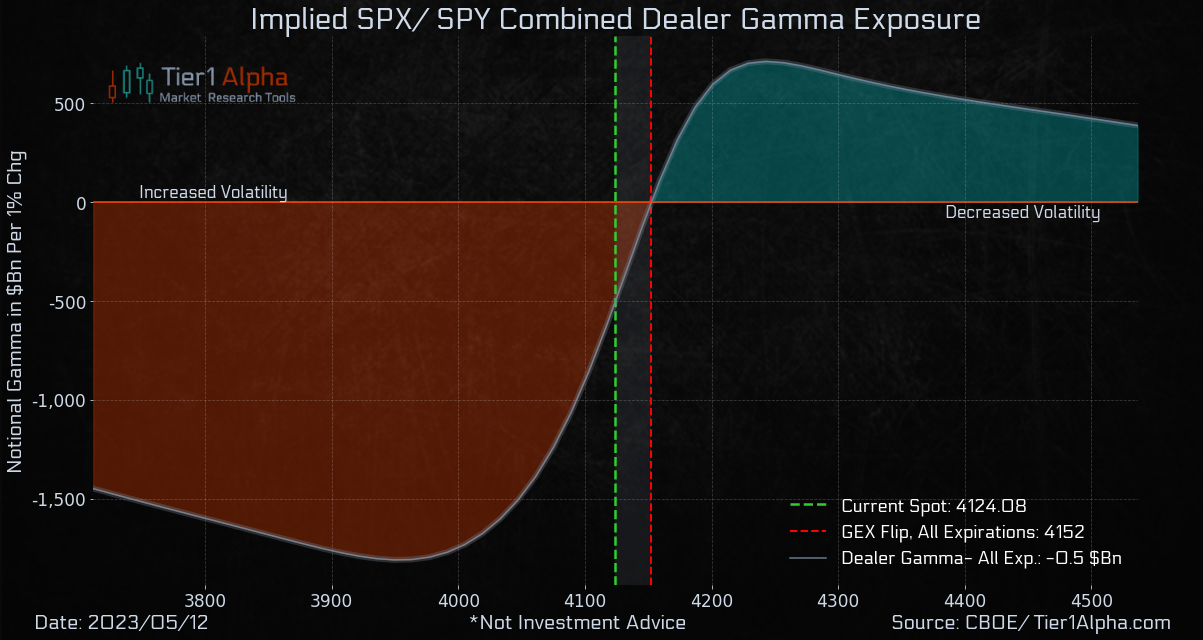 Implied SPX/ SPY Combined Dealer Gamma Exposure
Tier1 Alpha
Market Research Tools
Notional Gamma in $Bn Per 1% Chg
500
0
-500
-1,000
-1,500
Increased Volatility
Decreased Volatility
Current Spot: 4124.08
GEX Flip, All Expirations: 4152
Dealer Gamma- All Exp.: -0.5 $Bn
3800 3900 4000 4100 4200 4300 4400 4500
Date: 2023/05/12 *Not Investment Advice Source: CBOE/ Tier1Alpha.com